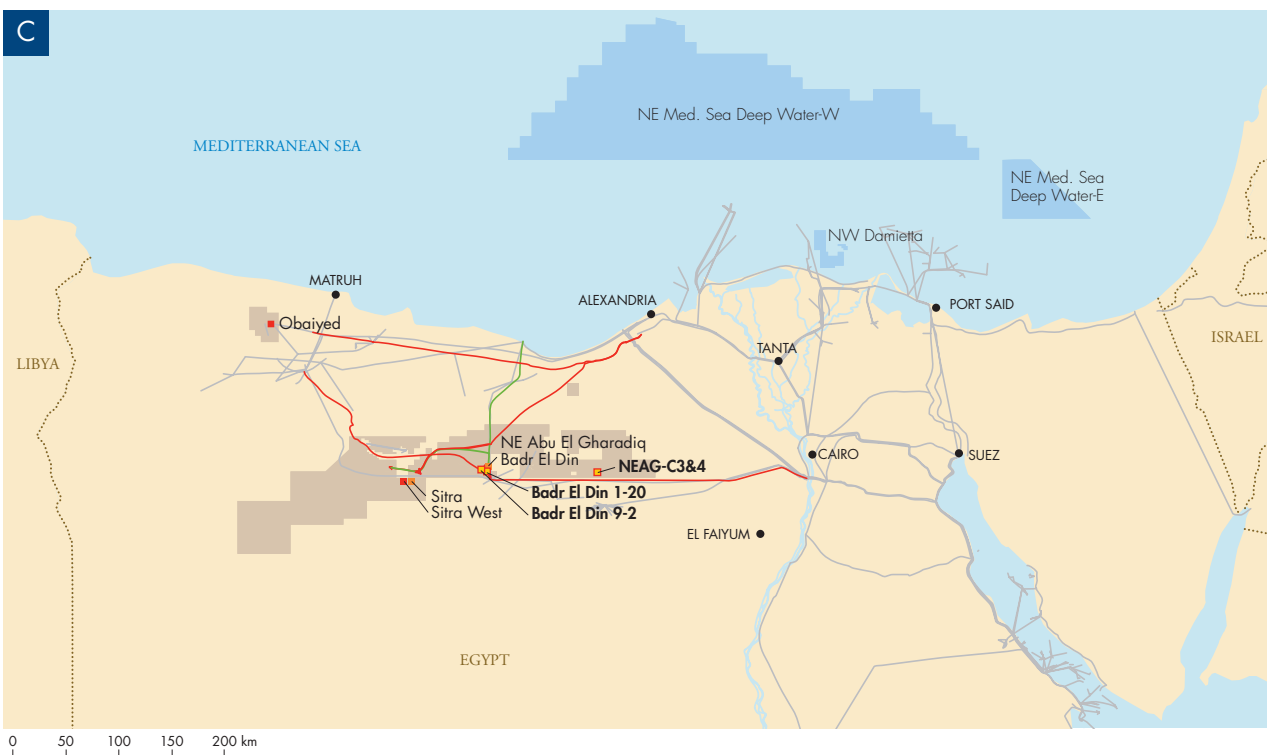 C
NE Med. Sea Deep Water-W
MEDITERRANEAN SEA
NE Med. Sea
Deep Water-E
NW Damietta
MATRUH
ALEXANDRIA
PORT SAID
Obaiyed
ISRAEL
TANTA
LIBYA
NE Abu El Gharadiq
Badr El Din
CAIRO
SUEZ
NEAG-C3&4
Badr El Din 1-20
Sitra
Sitra West
Badr El Din 9-2
EL FAIYUM
EGYPT
0 50 100 150 200 km